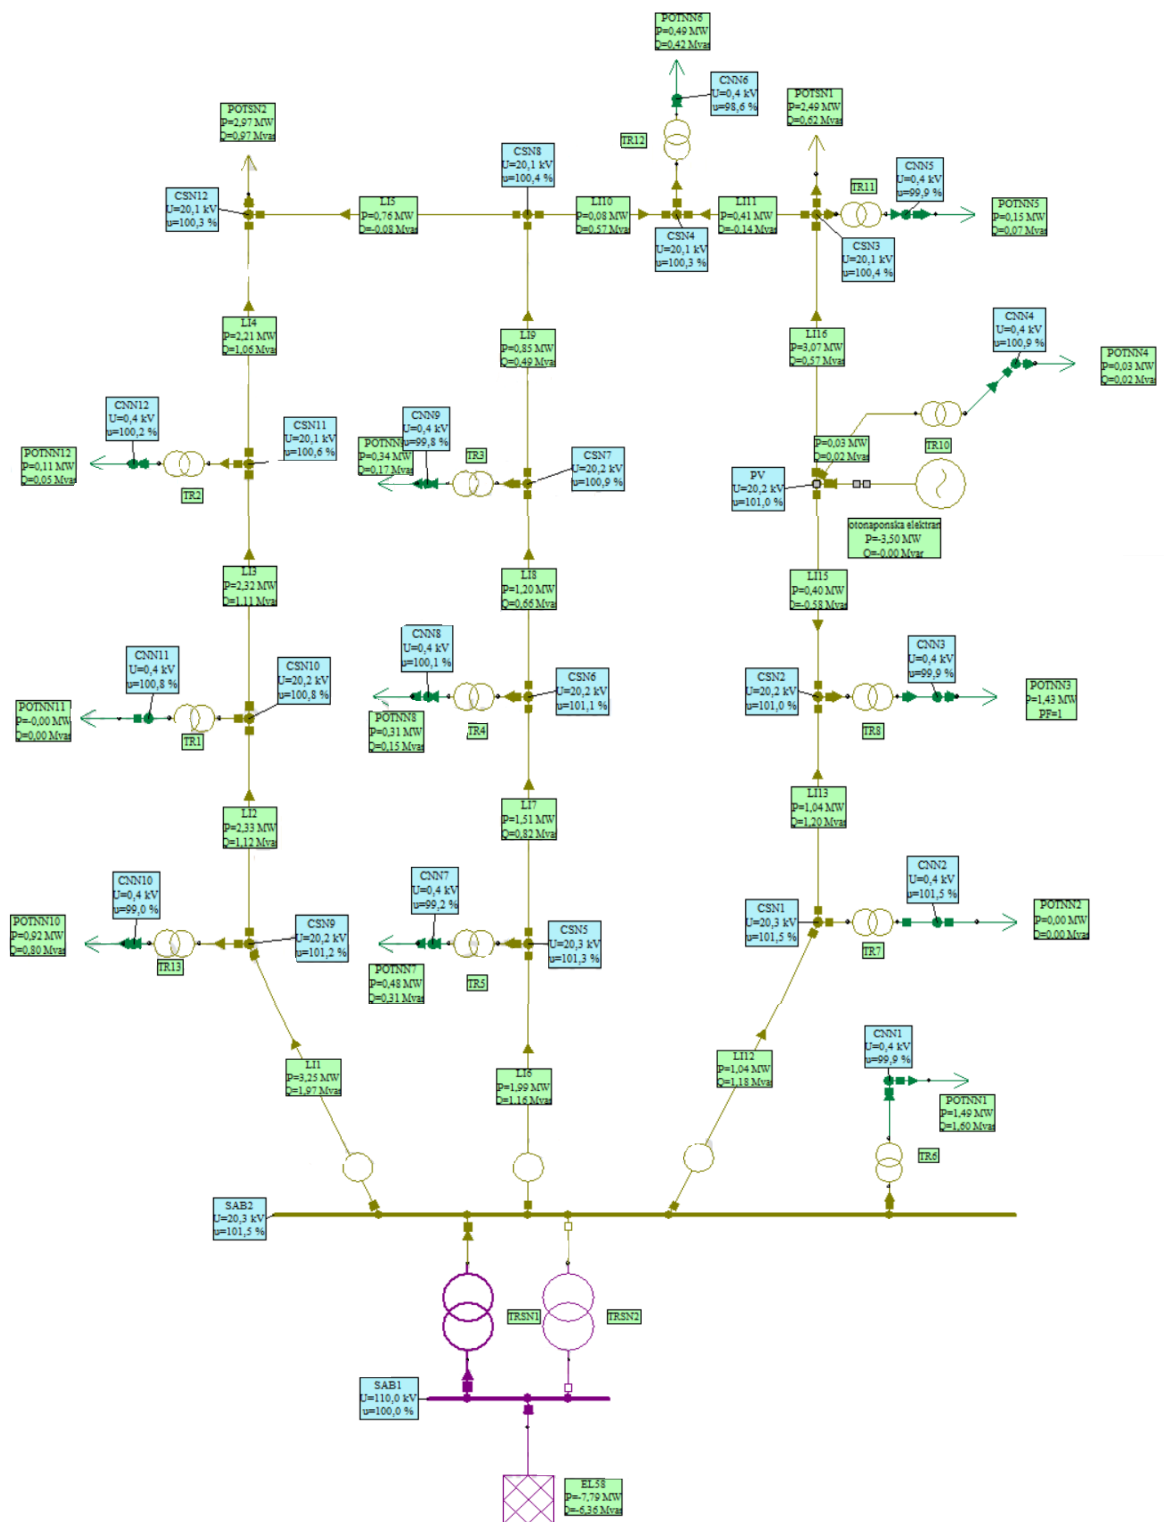 POTNN6
P=0,49 MW
Q=0,42 Mvar
CNN6
U=0,4 kV
u=98,6 %
TR12
POTSN2
P=2,97 MW
Q=0,97 Mvar
CSN12
U=20,1 kV
u=100,3 %
LI5
P=0,76 MW
Q=-0,08 Mvar
CSN8
U=20,1 kV
u=100,4 %
LI10
P=0,08 MW
Q=0,57 Mvar
CSN4
U=20,1 kV
u=100,3 %
LI11
P=0,41 MW
Q=-0,14 Mvar
POTSN1
P=2,49 MW
Q=0,62 Mvar
TR11
CNN5
U=0,4 kV
u=99,9 %
POTNN5
P=0,15 MW
Q=0,07 Mvar
CSN3
U=20,1 kV
u=100,4 %
LI4
P=2,21 MW
Q=1,06 Mvar
LI9
P=0,85 MW
Q=0,49 Mvar
LI16
P=3,07 MW
Q=0,57 Mvar
CNN4
U=0,4 kV
u=100,9 %
POTNN4
P=0,03 MW
Q=0,02 Mvar
TR10
P=0,03 MW
Q=0,02 Mvar
CNN12
U=0,4 kV
u=100,2 %
POTNN12
P=0,11 MW
Q=0,05 Mvar
TR2
CSN11
U=20,1 kV
u=100,6 %
CNN9
U=0,4 kV
u=99,8 %
POTNN
P=0,34 MW
Q=0,17 Mvar
TR3
CSN7
U=20,2 kV
u=100,9 %
PV
U=20,2 kV
u=101,0 %
otonaponska elektran
P=-3,50 MW
Q=-0,00 Mvar
LI3
P=2,32 MW
Q=1,11 Mvar
LI8
P=1,20 MW
Q=0,66 Mvar
LI15
P=0,40 MW
Q=-0,58 Mvar
CNN11
U=0,4 kV
u=100,8 %
POTNN11
P=-0,00 MW
Q=0,00 Mvar
TR1
CSN10
U=20,2 kV
u=100,8 %
CNN8
U=0,4 kV
u=100,1 %
POTNN8
P=0,31 MW
Q=0,15 Mvar
TR4
CSN6
U=20,2 kV
u=101,1 %
CSN2
U=20,2 kV
u=101,0 %
TR8
CNN3
U=0,4 kV
u=99,9 %
POTNN3
P=1,43 MW
PF=1
LI2
P=2,33 MW
Q=1,12 Mvar
LI7
P=1,51 MW
Q=0,82 Mvar
LI13
P=1,04 MW
Q=1,20 Mvar
CNN10
U=0,4 kV
u=99,0 %
POTNN10
P=0,92 MW
Q=0,80 Mvar
TR13
CSN9
U=20,2 kV
u=101,2 %
CNN7
U=0,4 kV
u=99,2 %
POTNN7
P=0,48 MW
Q=0,31 Mvar
TR5
CSN5
U=20,3 kV
u=101,3 %
CSN1
U=20,3 kV
u=101,5 %
TR7
CNN2
U=0,4 kV
u=101,5 %
POTNN2
P=0,00 MW
Q=0,00 Mvar
LI1
P=3,25 MW
Q=1,97 Mvar
LI6
P=1,99 MW
Q=1,16 Mvar
LI12
P=1,04 MW
Q=1,18 Mvar
CNN1
U=0,4 kV
u=99,9 %
POTNN1
P=1,49 MW
Q=1,60 Mvar
TR6
SAB2
U=20,3 kV
u=101,5 %
TRSN1
TRSN2
SAB1
U=110,0 kV
u=100,0 %
EL58
P=-7,79 MW
Q=-6,36 Mvar